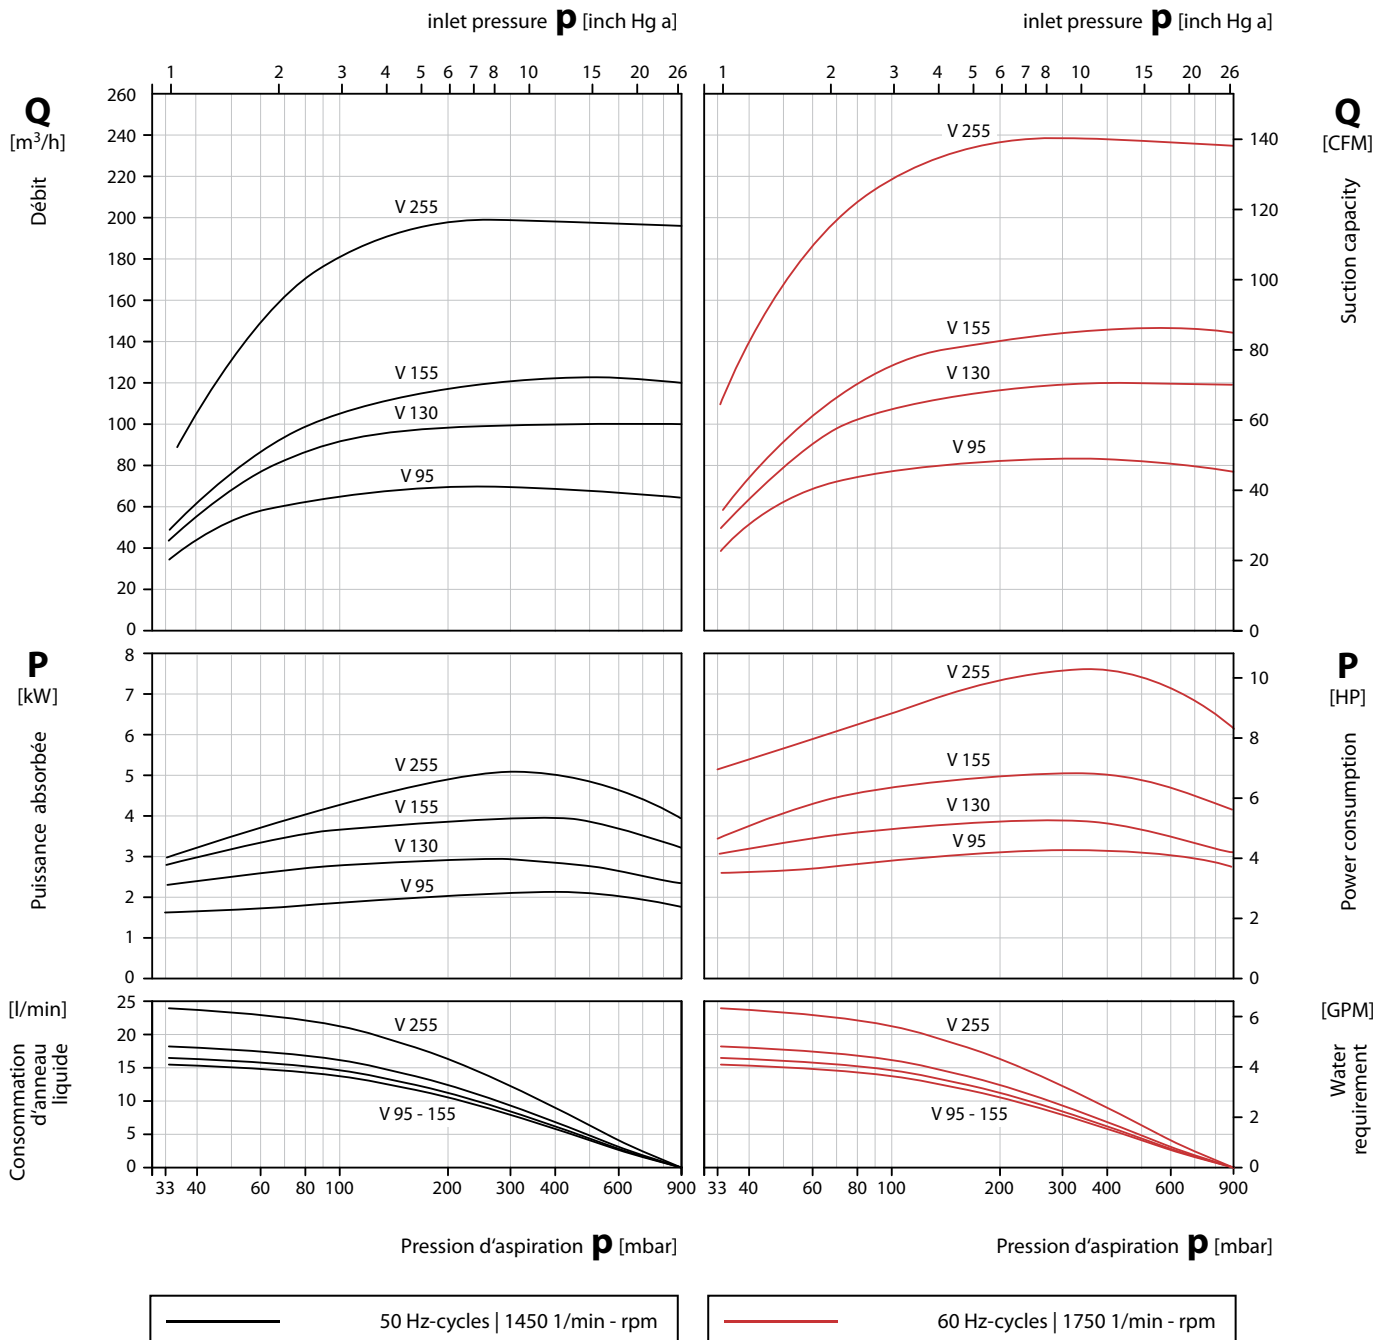 inlet pressure p [inch Hg a]
inlet pressure p [inch Hg a]
1 2 3 4 5 6 7 8 10 15 20 26
1 2 3 4 5 6 7 8 10 15 20 26
Q
[m³/h]
Débit
260
240
220
200
180
160
140
120
100
80
60
40
20
0
V 255
V 155
V 130
V 95
V 255
V 155
V 130
V 95
140
120
100
80
60
40
20
0
Q
[CFM]
Suction capacity
P
[kW]
Puissance absorbée
8
7
6
5
4
3
2
1
0
V 255
V 155
V 130
V 95
V 255
V 155
V 130
V 95
10
8
6
4
2
0
P
[HP]
Power consumption
[l/min]
Consommation
d'anneau
liquide
25
20
15
10
5
0
V 255
V 95 - 155
V 255
V 95 - 155
6
4
2
0
[GPM]
Water
requirement
33 40 60 80 100 200 300 400 600 900
33 40 60 80 100 200 300 400 600 900
Pression d'aspiration p [mbar]
Pression d'aspiration p [mbar]
50 Hz-cycles | 1450 1/min - rpm
60 Hz-cycles | 1750 1/min - rpm